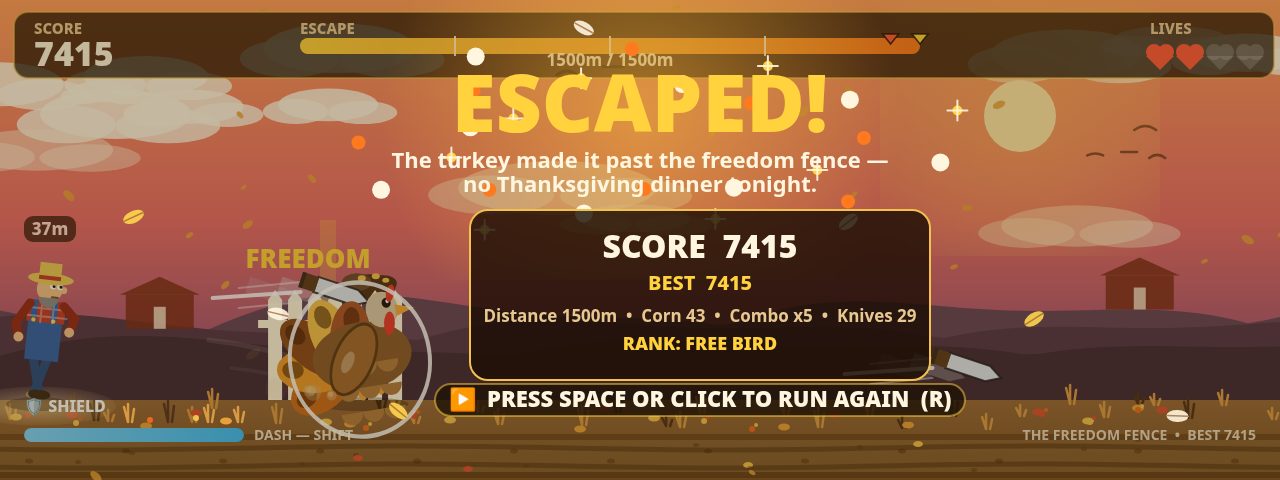 SCORE
7415
ESCAPE
1500m / 1500m
LIVES
ESCAPED!
The turkey made it past the freedom fence —
no Thanksgiving dinner tonight.
37m
FREEDOM
SCORE 7415
BEST 7415
Distance 1500m • Corn 43 • Combo x5 • Knives 29
RANK: FREE BIRD
PRESS SPACE OR CLICK TO RUN AGAIN (R)
SHIELD
DASH — SHIFT
THE FREEDOM FENCE • BEST 7415